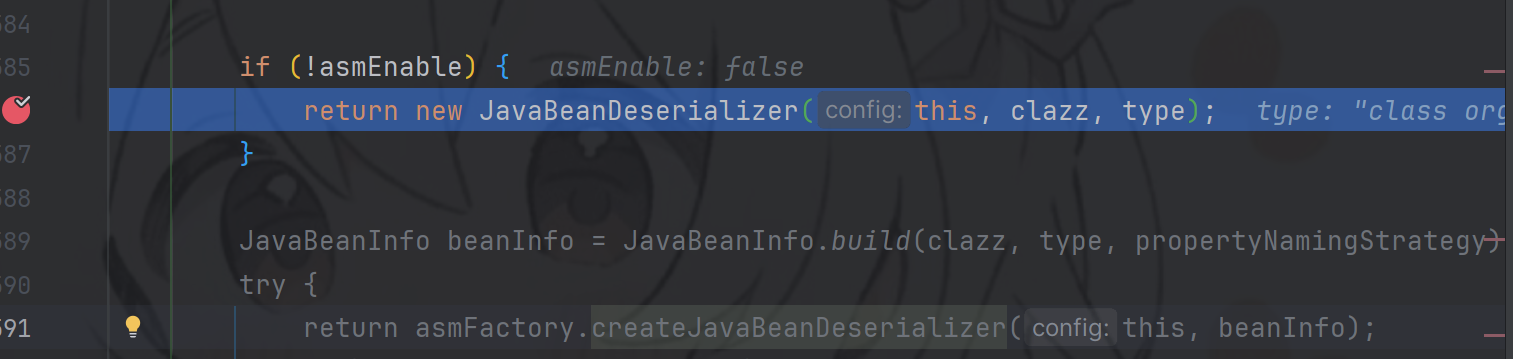 584
585 if (!asmEnable) { asmEnable: false
return new JavaBeanDeserializer( config: this, clazz, type); type: "class org
587 }
588
589 JavaBeanInfo beanInfo = JavaBeanInfo.build(clazz, type, propertyNamingStrategy)
590 try {
591 return asmFactory.createJavaBeanDeserializer( config: this, beanInfo);